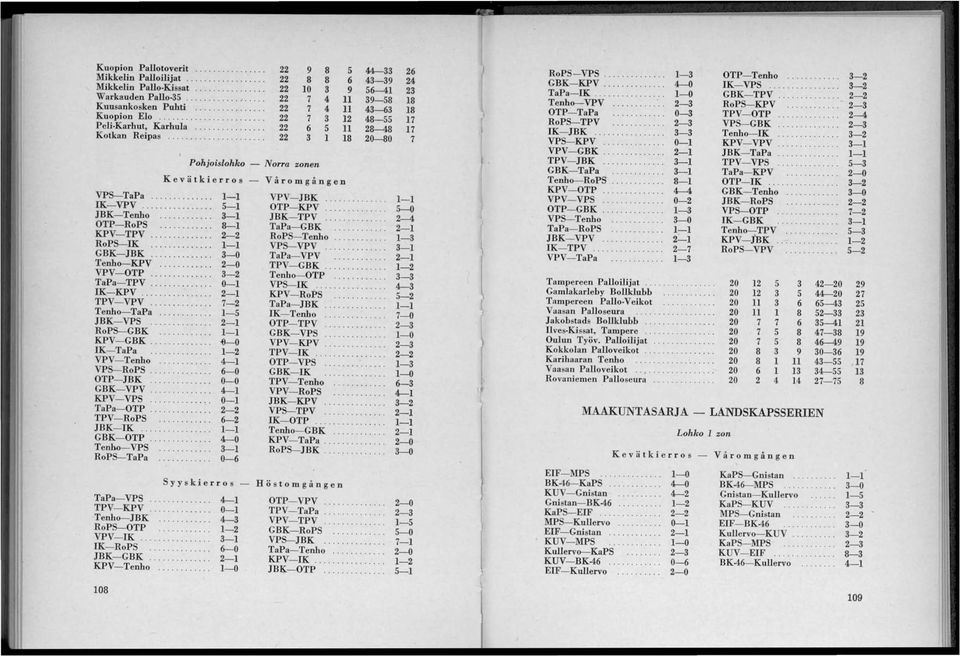 Kuopion Pallotoverit ............... 22 9 8 5 44—33 26
Mikkelin Palloilijat ................ 22 8 8 6 43—39 24
Mikkelin Pallo-Kissat .............. 22 10 3 9 56—41 23
Warkauden Pallo-35 ............... 22 7 4 11 39—58 18
Kuusankosken Puhti .............. 22 7 4 11 43—63 18
Kuopion Elo ...................... 22 7 3 12 48—55 17
Peli-Karhut, Karhula .............. 22 6 5 11 28—48 17
Kotkan Reipas .................... 22 3 1 18 20—80 7
Pohjoislohko — Norra zonen
Kevätkierros — Våromgången
VPS—TaPa ........... 1—1
IK—VPV ............. 5—1
JBK—Tenho .......... 3—1
OTP—RoPS .......... 8—1
KPV—TPV ........... 2—2
RoPS—IK ............ 1—1
GBK—JBK ........... 3—0
Tenho—KPV ......... 2—0
VPV—OTP ........... 3—2
TaPa—TPV .......... 0—1
IK—KPV ............. 2—1
TPV—VPV ........... 7—2
Tenho—TaPa ........ 1—5
JBK—VPS ........... 2—1
RoPS—GBK ......... 1—1
KPV—GBK .......... 0—0
IK—TaPa ............ 1—2
VPV—Tenho ......... 4—1
VPS—RoPS .......... 6—0
OTP—JBK ........... 0—0
GBK—VPV .......... 4—1
KPV—VPS ........... 0—1
TaPa—OTP .......... 2—2
TPV—RoPS .......... 6—2
JBK—IK ............. 1—1
GBK—OTP .......... 4—0
Tenho—VPS ......... 3—1
RoPS—TaPa ......... 0—6
VPV—JBK ............. 1—1
OTP—KPV ............. 5—0
JBK—TPV ............. 2—4
TaPa—GBK ............ 2—1
RoPS—Tenho .......... 1—3
VPS—VPV ............. 3—1
TaPa—VPV ............ 2—1
TPV—GBK ............. 1—2
Tenho—OTP ........... 3—3
VPS—IK ............... 4—3
KPV—RoPS ............ 5—2
TaPa—JBK ............ 1—1
IK—Tenho ............. 7—0
OTP—TPV ............. 2—3
GBK—VPS ............. 1—0
VPV—KPV ............. 2—3
TPV—IK ............... 2—2
OTP—VPS ............. 1—3
GBK—IK .............. 1—0
TPV—Tenho ........... 6—3
VPV—RoPS ............ 4—1
JBK—KPV ............. 3—2
VPS—TPV ............. 2—1
IK—OTP .............. 1—1
Tenho—GBK .......... 2—1
KPV—TaPa ............ 2—0
RoPS—JBK ............ 3—0
Syyskierros — Höstomgången
TaPa—VPS ........... 4—1
TPV—KPV ........... 0—1
Tenho—JBK .......... 4—3
RoPS—OTP .......... 1—2
VPV—IK ............. 3—1
IK—RoPS ............ 6—0
JBK—GBK ........... 2—1
KPV—Tenho ......... 1—0
OTP—VPV ............. 2—0
TPV—TaPa ............ 2—3
VPV—TPV ............. 1—5
GBK—RoPS ............ 5—0
VPS—JBK ............. 7—1
TaPa—Tenho .......... 2—0
KPV—IK .............. 1—2
JBK—OTP ............. 5—1
108
RoPS—VPS ........... 1—3
GBK—KPV ........... 4—0
TaPa—IK ............ 1—0
Tenho—VPV ......... 2—3
OTP—TaPa .......... 0—3
RoPS—TPV .......... 2—3
IK—JBK ............. 3—3
VPS—KPV ........... 0—1
VPV—GBK .......... 2—1
TPV—JBK ........... 3—1
GBK—TaPa .......... 3—1
Tenho—RoPS ........ 8—1
KPV—OTP ........... 4—4
VPV—VPS ........... 0—2
OTP—GBK .......... 1—3
VPS—Tenho ......... 3—0
TaPa—RoPS ......... 1—1
JBK—VPV ........... 2—1
IK—TPV ............. 2—7
VPV—TaPa .......... 1—3
OTP—Tenho ........... 3—2
IK—VPS ............... 3—2
GBK—TPV ............. 2—2
RoPS—KPV ............ 2—3
TPV—OTP ............. 2—4
VPS—GBK ............. 2—3
Tenho—IK ............. 3—2
KPV—VPV ............. 3—1
JBK—TaPa ............ 1—1
TPV—VPS ............. 5—3
TaPa—KPV ............ 2—0
OTP—IK .............. 3—2
GBK—Tenho .......... 3—0
JBK—RoPS ............ 2—2
VPS—OTP ............. 7—2
IK—GBK .............. 3—1
Tenho—TPV ........... 5—3
KPV—JBK ............. 1—2
RoPS—VPV ............ 5—2
Tampereen Palloilijat ............... 20 12 5 3 42—20 29
Gamlakarleby Bollklubb ............ 20 12 3 5 44—20 27
Tampereen Pallo-Veikot ............ 20 11 3 6 65—43 25
Vaasan Palloseura ................. 20 11 1 8 52—33 23
Jakobstads Bollklubb .............. 20 7 7 6 35—41 21
Ilves-Kissat, Tampere ............. 20 7 5 8 47—38 19
Oulun Työv. Palloilijat ............ 20 7 5 8 46—49 19
Kokkolan Palloveikot .............. 20 8 3 9 30—36 19
Karihaaran Tenho ................. 20 8 1 11 43—55 17
Vaasan Palloveikot ................ 20 6 1 13 34—55 13
Rovaniemen Palloseura ............ 20 2 4 14 27—75 8
MAAKUNTASARJA — LANDSKAPSSERIEN
Lohko 1 zon
Kevätkierros — Våromgången
EIF—MPS ............ 1—0
BK-46—KaPS ......... 4—0
KUV—Gnistan ........ 4—2
Gnistan—BK-46 ....... 1—2
KaPS—EIF ........... 2—2
MPS—Kullervo ....... 0—1
EIF—Gnistan ......... 2—1
KUV—MPS .......... 1—0
Kullervo—KaPS ....... 2—3
KUV—BK-46 ......... 0—6
EIF—Kullervo ........ 2—0
KaPS—Gnistan ......... 1—1
BK-46—MPS ........... 3—0
Gnistan—Kullervo ...... 1—5
KaPS—KUV ........... 3—3
MPS—Gnistan .......... 2—2
EIF—BK-46 ............ 3—0
Kullervo—KUV ......... 3—2
KaPS—MPS ............ 2—3
KUV—EIF ............. 8—3
BK-46—Kullervo ....... 4—1
109